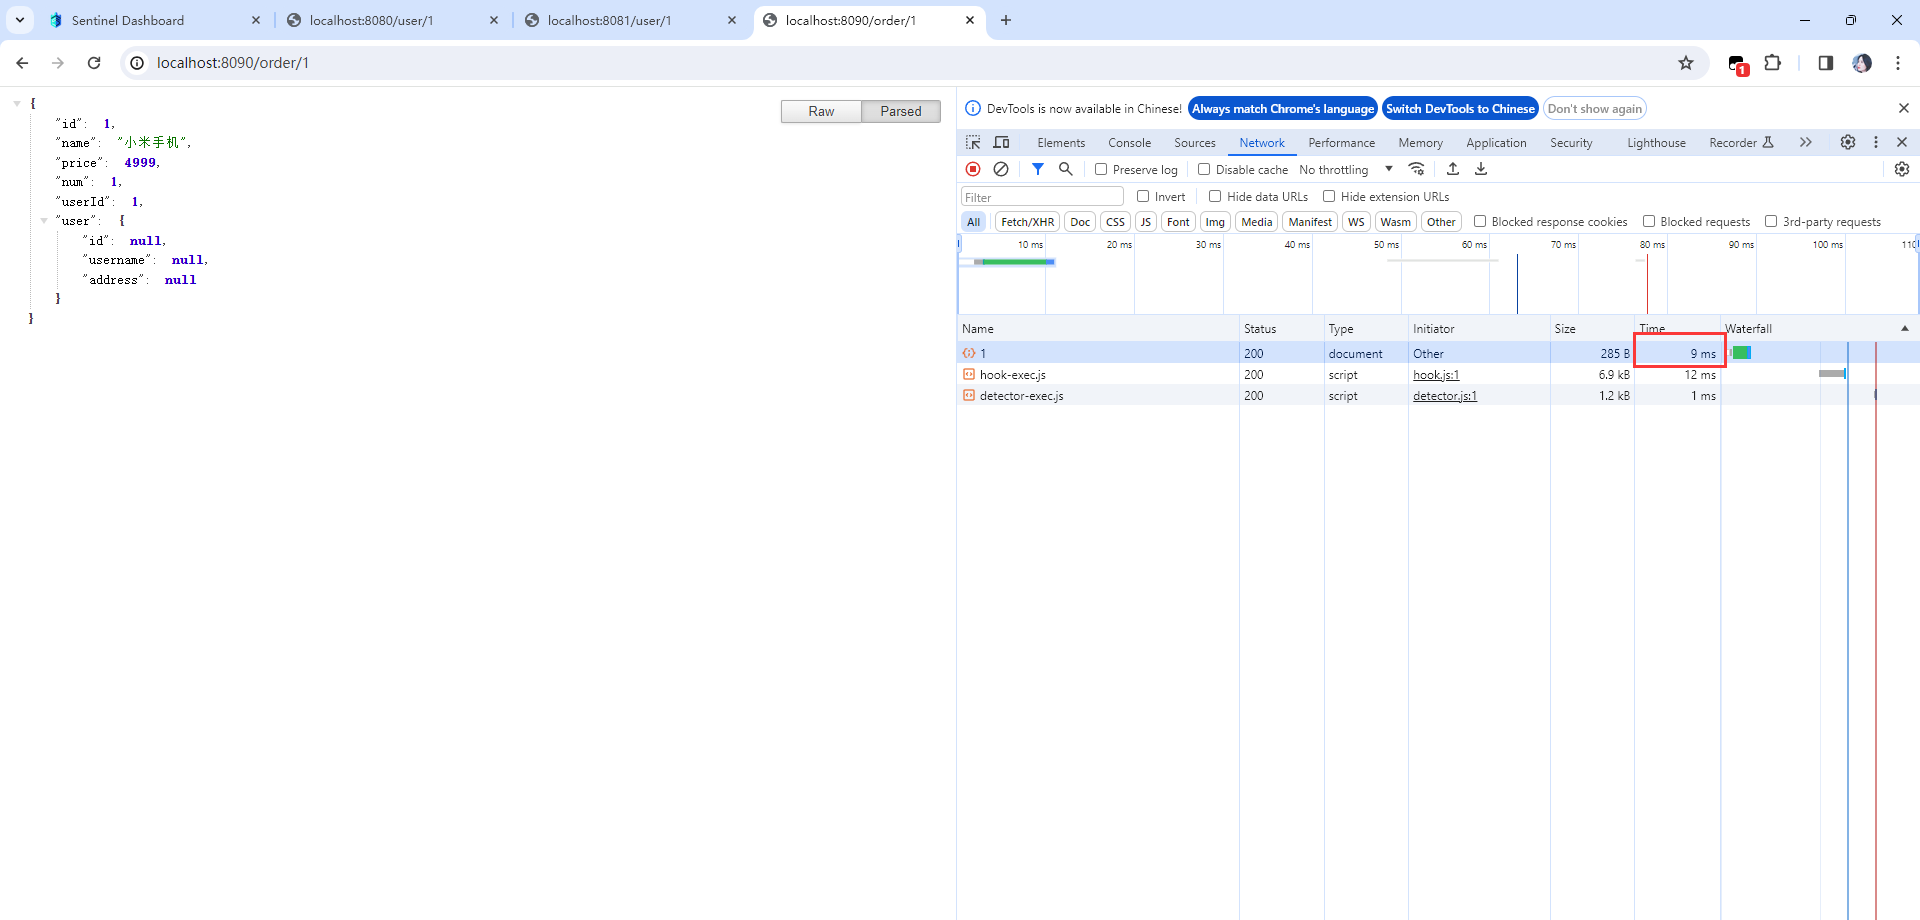 Sentinel Dashboard
localhost:8080/user/1
localhost:8081/user/1
localhost:8090/order/1
localhost:8090/order/1
1
Raw
Parsed
{
"id": 1,
"name": "小米手机",
"price": 4999,
"num": 1,
"userId": 1,
"user": {
"id": null,
"username": null,
"address": null
}
}
DevTools is now available in Chinese!
Always match Chrome's language
Switch DevTools to Chinese
Don't show again
Elements Console Sources Network Performance Memory Application Security Lighthouse Recorder
Preserve log Disable cache No throttling
Filter Invert Hide data URLs Hide extension URLs
All Fetch/XHR Doc CSS JS Font Img Media Manifest WS Wasm Other Blocked response cookies Blocked requests 3rd-party requests
10 ms 20 ms 30 ms 40 ms 50 ms 60 ms 70 ms 80 ms 90 ms 100 ms 110
Name Status Type Initiator Size Time Waterfall
1 200 document Other 285 B 9 ms
hook-exec.js 200 script hook.js:1 6.9 kB 12 ms
detector-exec.js 200 script detector.js:1 1.2 kB 1 ms